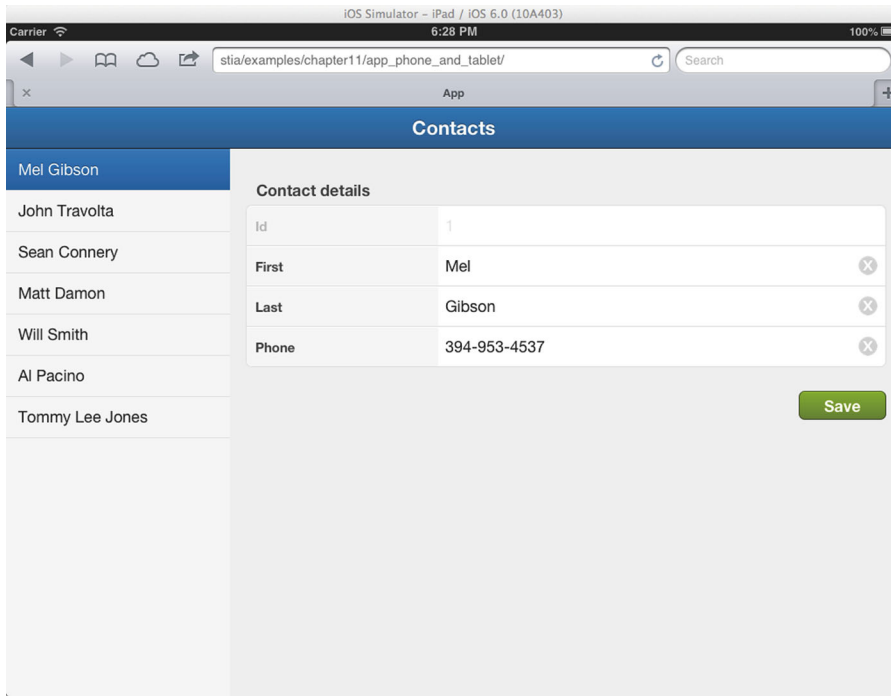 iOS Simulator – iPad / iOS 6.0 (10A403)
Carrier 6:28 PM 100%
stia/examples/chapter11/app_phone_and_tablet/ Search
× App +
Contacts
Mel Gibson
John Travolta
Sean Connery
Matt Damon
Will Smith
Al Pacino
Tommy Lee Jones
Contact details
Id 1
First Mel
Last Gibson
Phone 394-953-4537
Save